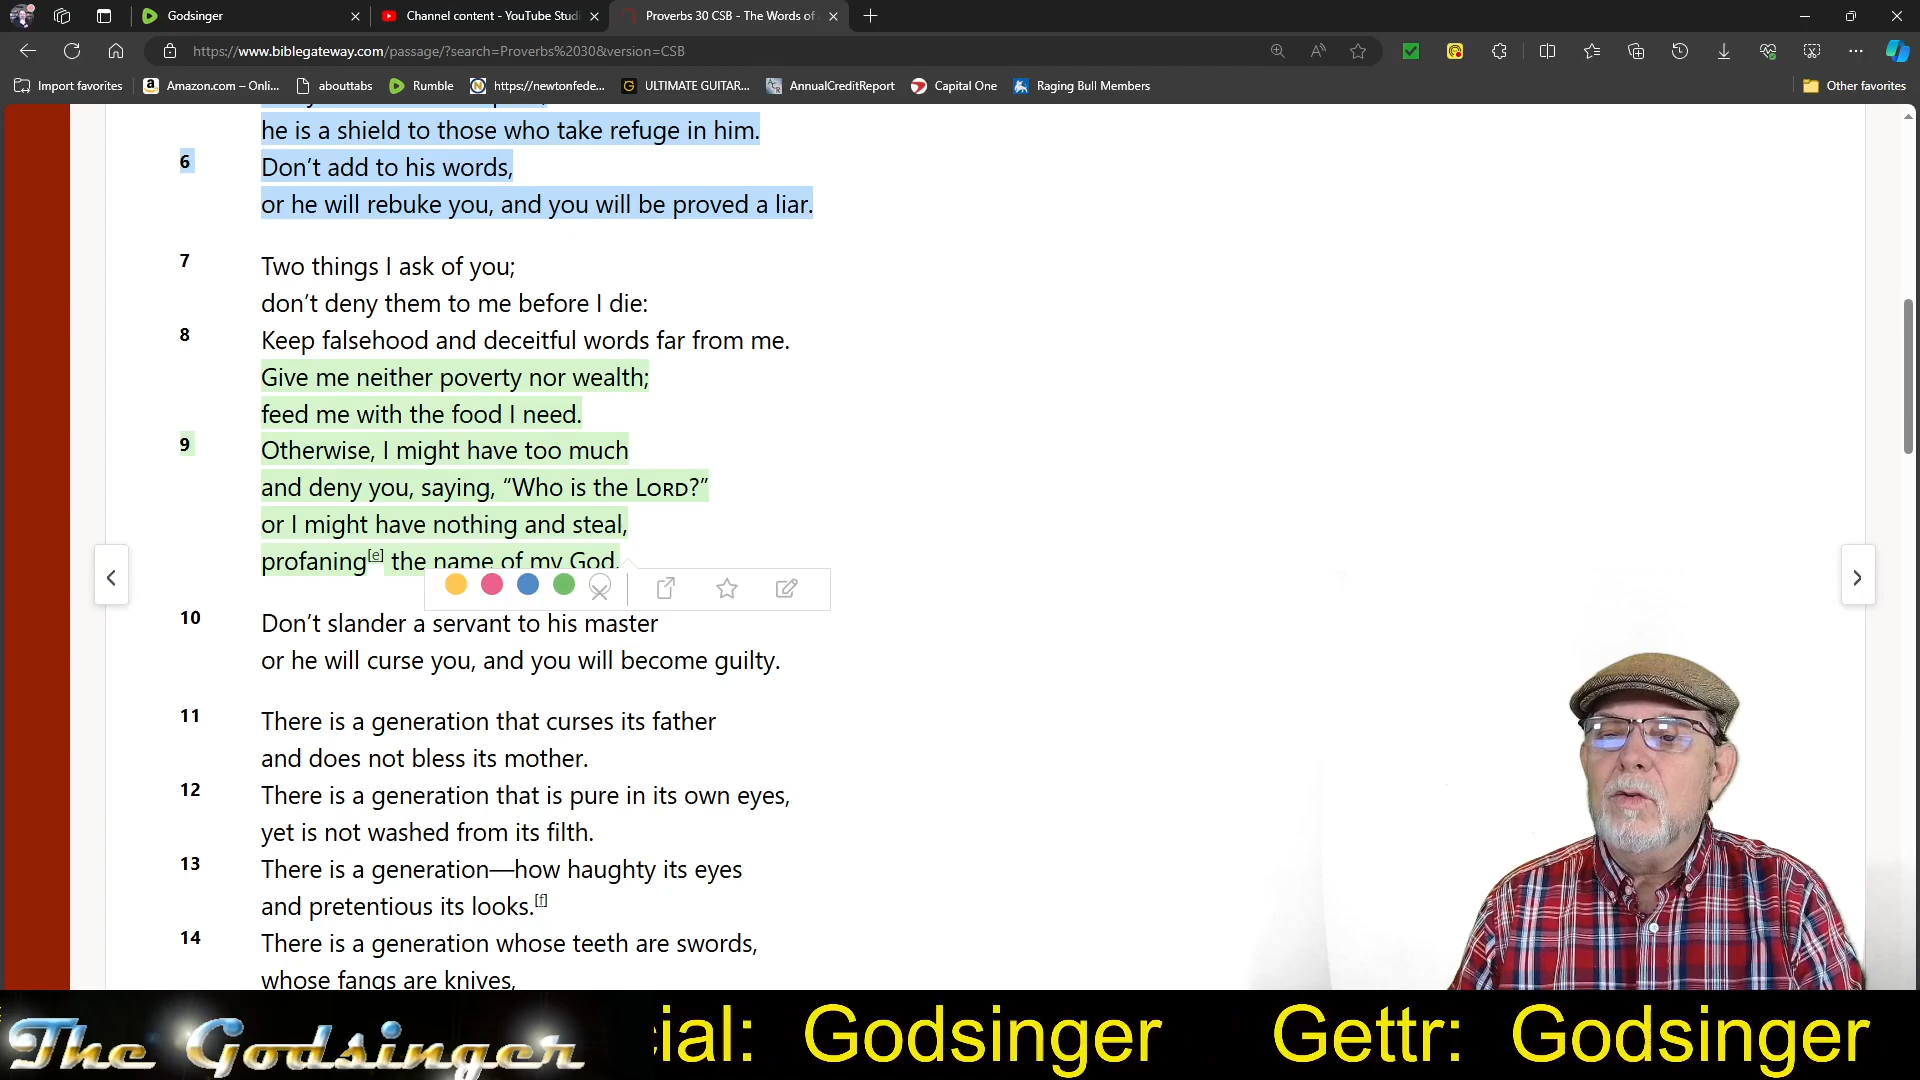 Godsinger
Channel content - YouTube Studi
Proverbs 30 CSB - The Words of
https://www.biblegateway.com/passage/?search=Proverbs%2030&version=CSB
Import favorites
Amazon.com – Onli...
abouttabs
Rumble
https://newtonfede...
ULTIMATE GUITAR...
AnnualCreditReport
Capital One
Raging Bull Members
Other favorites
he is a shield to those who take refuge in him.
6 Don’t add to his words,
or he will rebuke you, and you will be proved a liar.
7 Two things I ask of you;
don’t deny them to me before I die:
8 Keep falsehood and deceitful words far from me.
Give me neither poverty nor wealth;
feed me with the food I need.
9 Otherwise, I might have too much
and deny you, saying, “Who is the LORD?”
or I might have nothing and steal,
profaning[e] the name of my God.
10 Don’t slander a servant to his master
or he will curse you, and you will become guilty.
11 There is a generation that curses its father
and does not bless its mother.
12 There is a generation that is pure in its own eyes,
yet is not washed from its filth.
13 There is a generation—how haughty its eyes
and pretentious its looks.[f]
14 There is a generation whose teeth are swords,
whose fangs are knives,
The Godsinger
cial: Godsinger Gettr: Godsinger